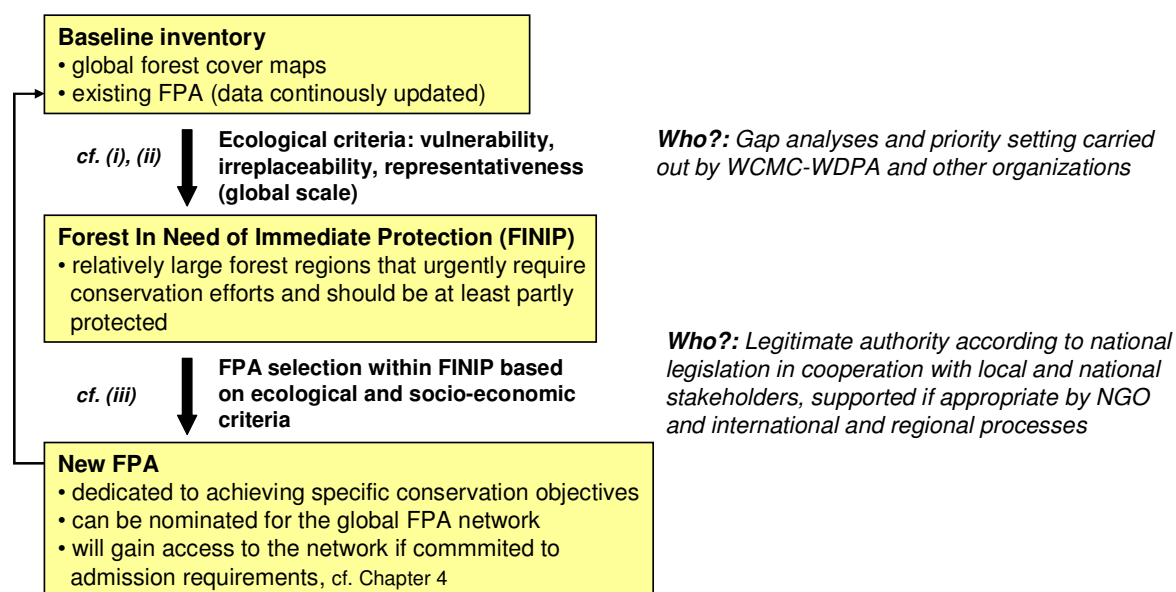 Baseline inventory
• global forest cover maps
• existing FPA (data continously updated)
cf. (i), (ii)
Ecological criteria: vulnerability,
irreplaceability, representativeness
(global scale)
Who?: Gap analyses and priority setting carried
out by WCMC-WDPA and other organizations
Forest In Need of Immediate Protection (FINIP)
• relatively large forest regions that urgently require
conservation efforts and should be at least partly
protected
cf. (iii)
FPA selection within FINIP based
on ecological and socio-economic
criteria
Who?: Legitimate authority according to national
legislation in cooperation with local and national
stakeholders, supported if appropriate by NGO
and international and regional processes
New FPA
• dedicated to achieving specific conservation objectives
• can be nominated for the global FPA network
• will gain access to the network if commmited to
admission requirements, cf. Chapter 4